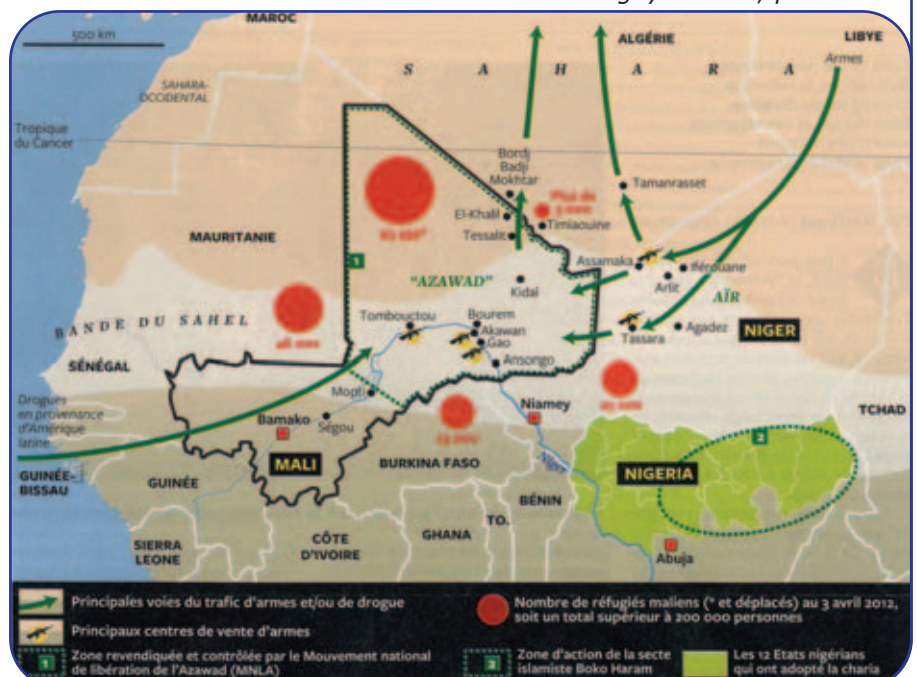 MAROC
500 km
ALGÉRIE
LIBYE
Armes
S A H A R A
SAHARA-
OCCIDENTAL
Tropique
du Cancer
Bordj
Badji
Mokhtar
Tamanrasset
Plus de
El-Khalil
Timiaouine
Tessalit
MAURITANIE
1
Assamaka
Iférouane
Arlit
"AZAWAD"
Kidal
AÏR
BANDE DU SAHEL
Tombouctou
Bourem
Akawan
Gao
Agadez
Tassara
NIGER
SÉNÉGAL
Ansongo
Mopti
Niamey
TCHAD
Drogues
en provenance
d'Amérique
latine
Bamako
Ségou
2
MALI
BURKINA FASO
Niger
NIGERIA
GUINÉE-
BISSAU
GUINÉE
BÉNIN
TO.
GHANA
CÔTE
D'IVOIRE
SIERRA
LEONE
Abuja
Principales voies du trafic d'armes et/ou de drogue
Nombre de réfugiés maliens (* et déplacés) au 3 avril 2012,
soit un total supérieur à 200 000 personnes
Principaux centres de vente d'armes
1 Zone revendiquée et contrôlée par le Mouvement national
de libération de l'Azawad (MNLA)
2 Zone d'action de la secte
islamiste Boko Haram
Les 12 Etats nigérians
qui ont adopté la charia